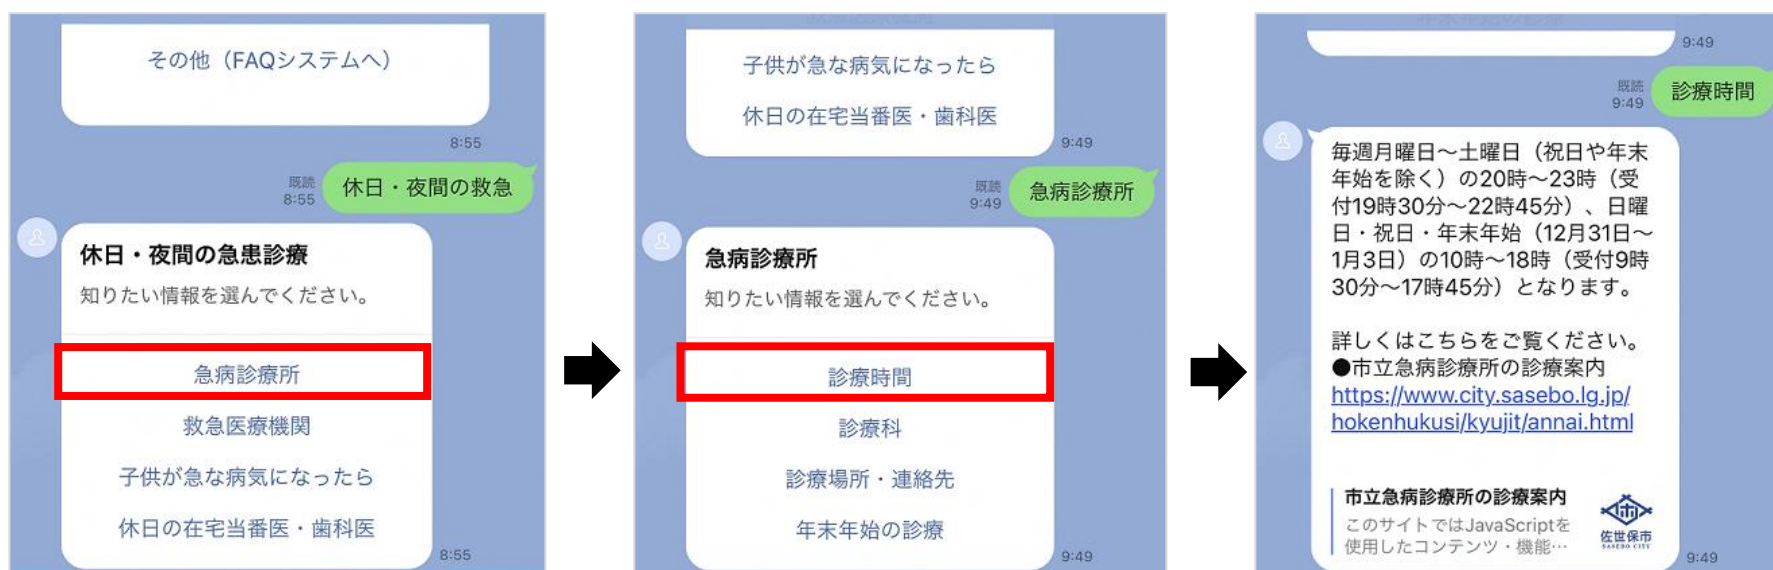 その他（FAQシステムへ）
8:55
既読
8:55
休日・夜間の救急
休日・夜間の急患診療
知りたい情報を選んでください。
急病診療所
救急医療機関
子供が急な病気になったら
休日の在宅当番医・歯科医
8:55
子供が急な病気になったら
休日の在宅当番医・歯科医
9:49
既読
9:49
急病診療所
急病診療所
知りたい情報を選んでください。
診療時間
診療科
診療場所・連絡先
年末年始の診療
9:49
年末年始の診療
9:49
既読
9:49
診療時間
毎週月曜日～土曜日（祝日や年末
年始を除く）の20時～23時（受
付19時30分～22時45分）、日曜
日・祝日・年末年始（12月31日～
1月3日）の10時～18時（受付9時
30分～17時45分）となります。
詳しくはこちらをご覧ください。
●市立急病診療所の診療案内
https://www.city.sasebo.lg.jp/
hokenhukusi/kyujit/annai.html
市立急病診療所の診療案内
このサイトではJavaScriptを
使用したコンテンツ・機能…
佐世保市
SASEBO CITY
9:49